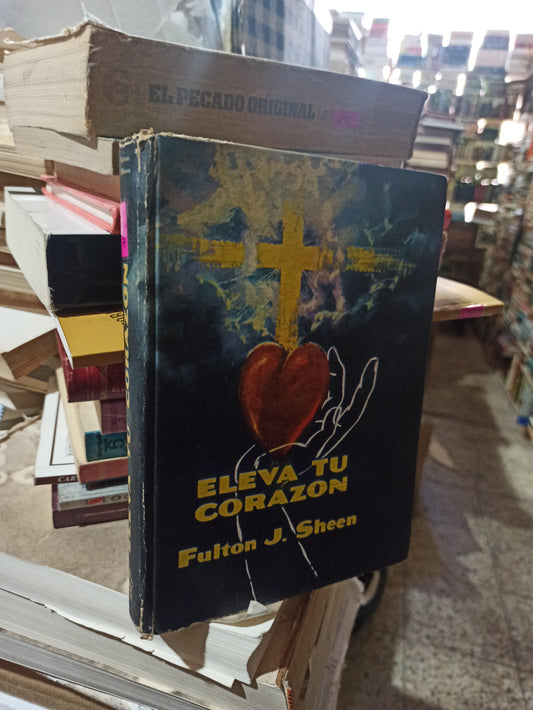 EL PECADO ORIGINAL
ELEVA TU
CORAZON
Fulton J. Sheen